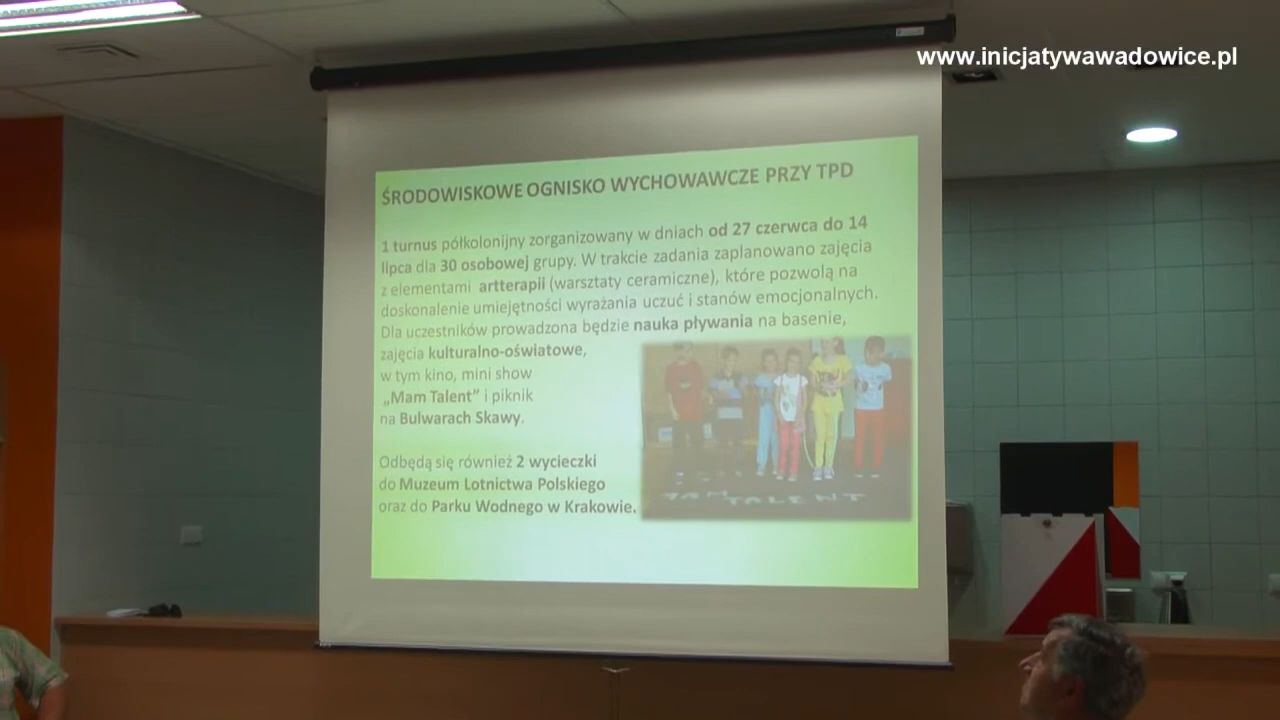 www.inicjatywawadowice.pl
ŚRODOWISKOWE OGNISKO WYCHOWAWCZE PRZY TPD
1 turnus półkolonijny zorganizowany w dniach od 27 czerwca do 14
lipca dla 30 osobowej grupy. W trakcie zadania zaplanowano zajęcia
z elementami artterapii (warsztaty ceramiczne), które pozwolą na
doskonalenie umiejętności wyrażania uczuć i stanów emocjonalnych.
Dla uczestników prowadzona będzie nauka pływania na basenie,
zajęcia kulturalno-oświatowe,
w tym kino, mini show
„Mam Talent” i piknik
na Bulwarach Skawy.
Odbędą się również 2 wycieczki
do Muzeum Lotnictwa Polskiego
oraz do Parku Wodnego w Krakowie.
MAM TALENT